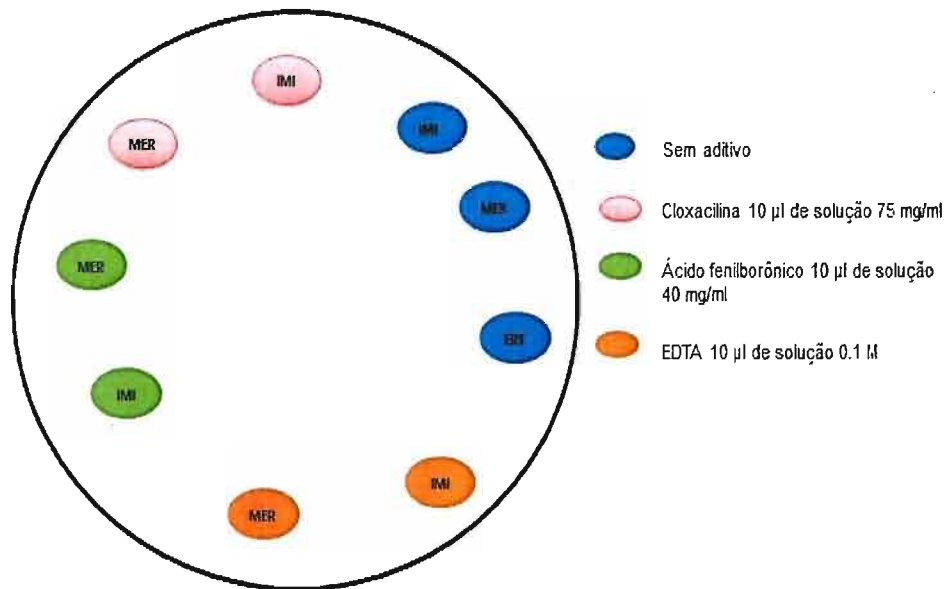 IMI
IMI
MER
MER
MER
ERT
IMI
IMI
MER
Sem aditivo
Cloxacilina 10 µl de solução 75 mg/ml
Ácido fenilborônico 10 µl de solução
40 mg/ml
EDTA 10 µl de solução 0.1 M